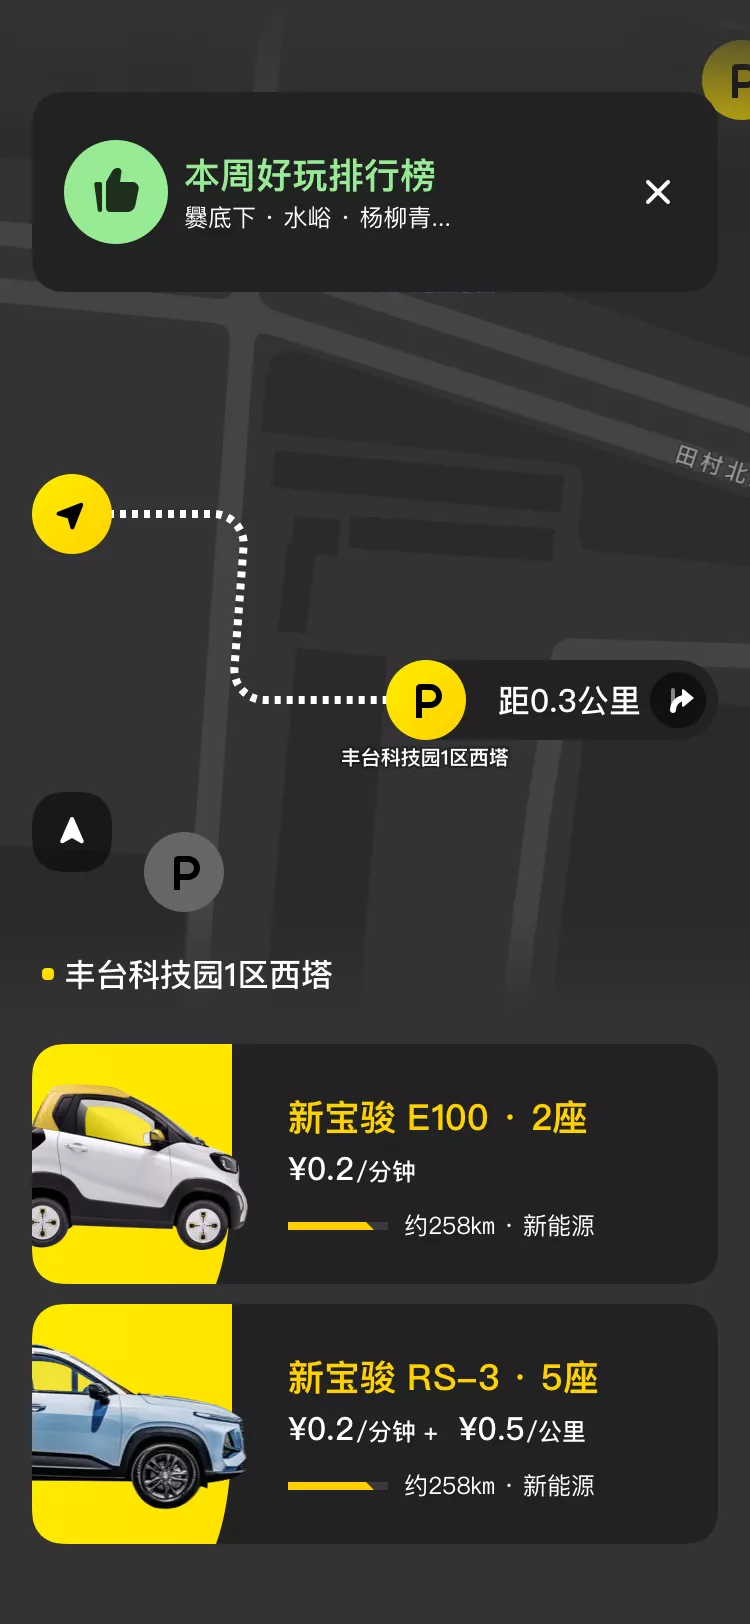 P
本周好玩排行榜
爨底下 · 水峪 · 杨柳青...
田村北
P 距0.3公里
丰台科技园1区西塔
P
丰台科技园1区西塔
新宝骏 E100 · 2座
¥0.2/分钟
约258km · 新能源
新宝骏 RS-3 · 5座
¥0.2/分钟 + ¥0.5/公里
约258km · 新能源